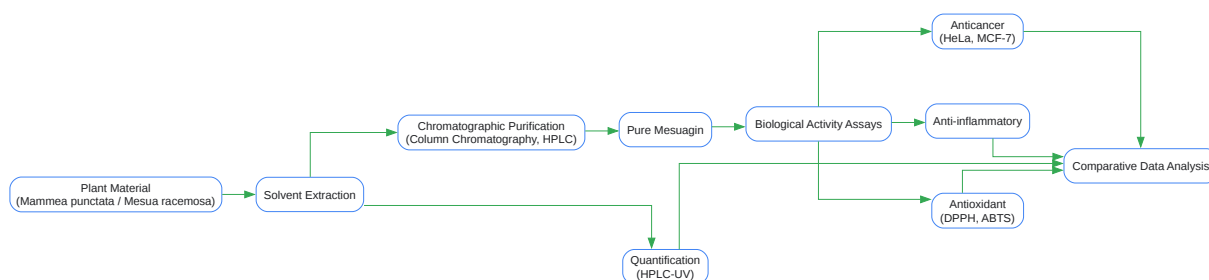 Plant Material
(Mammea punctata / Mesua racemosa)
Solvent Extraction
Chromatographic Purification
(Column Chromatography, HPLC)
Pure Mesuagin
Quantification
(HPLC-UV)
Biological Activity Assays
Anticancer
(HeLa, MCF-7)
Anti-inflammatory
Antioxidant
(DPPH, ABTS)
Comparative Data Analysis